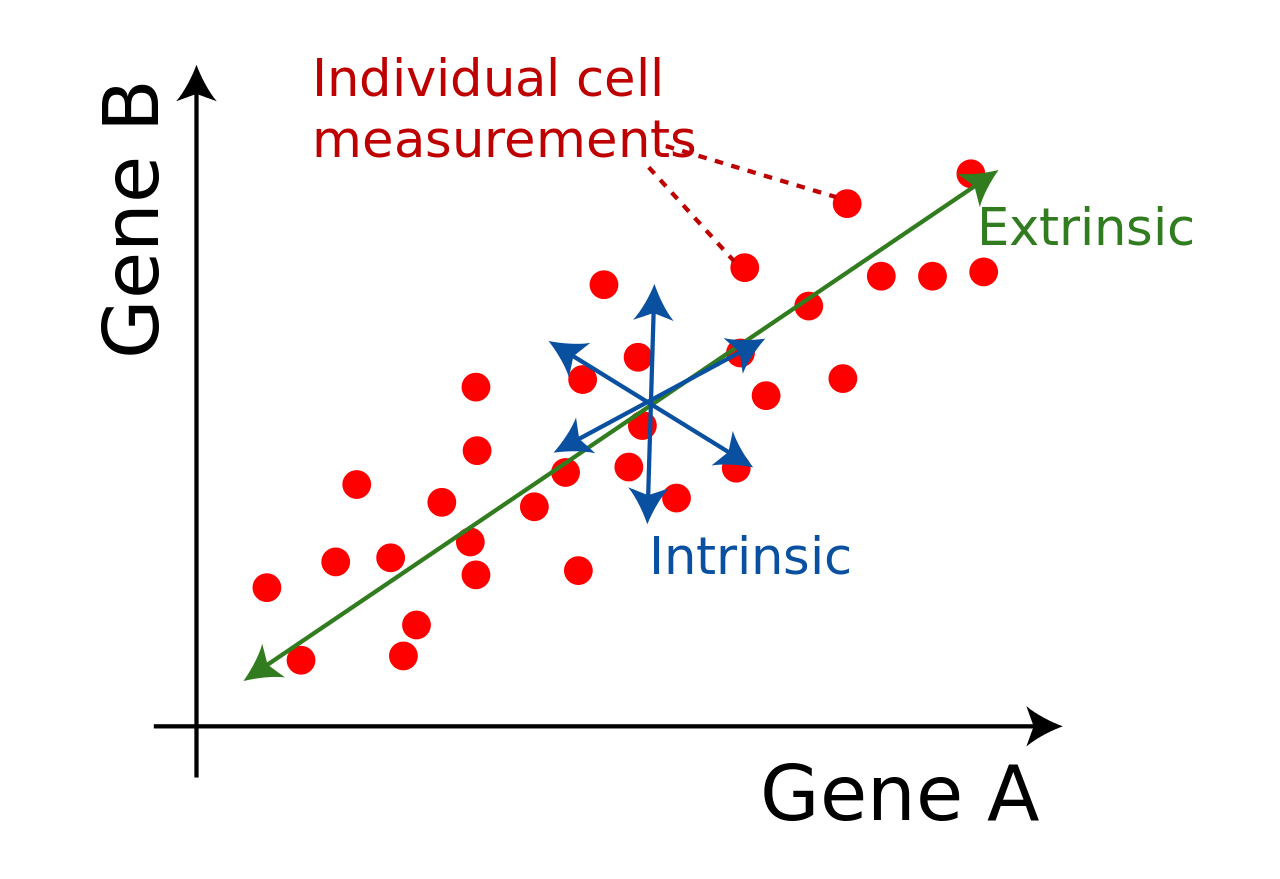 Individual cell
measurements
Gene B
Extrinsic
Intrinsic
Gene A